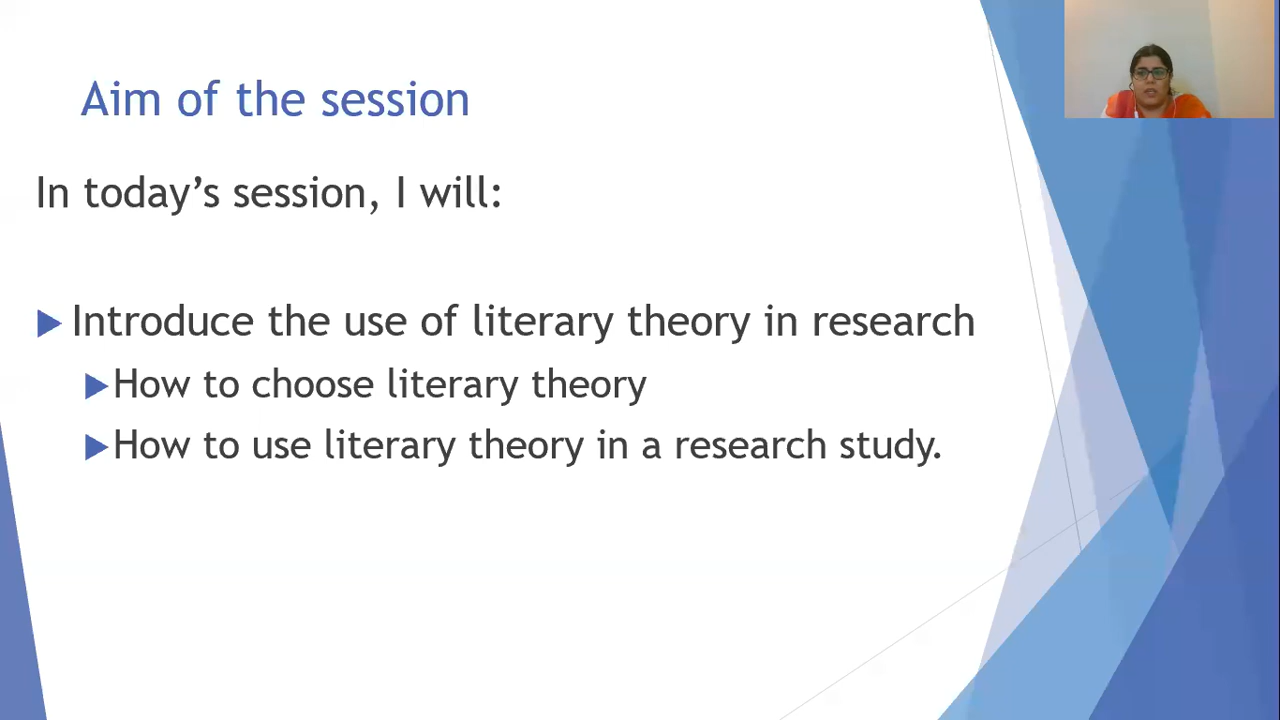 Aim of the session
In today’s session, I will:
Introduce the use of literary theory in research
How to choose literary theory
How to use literary theory in a research study.